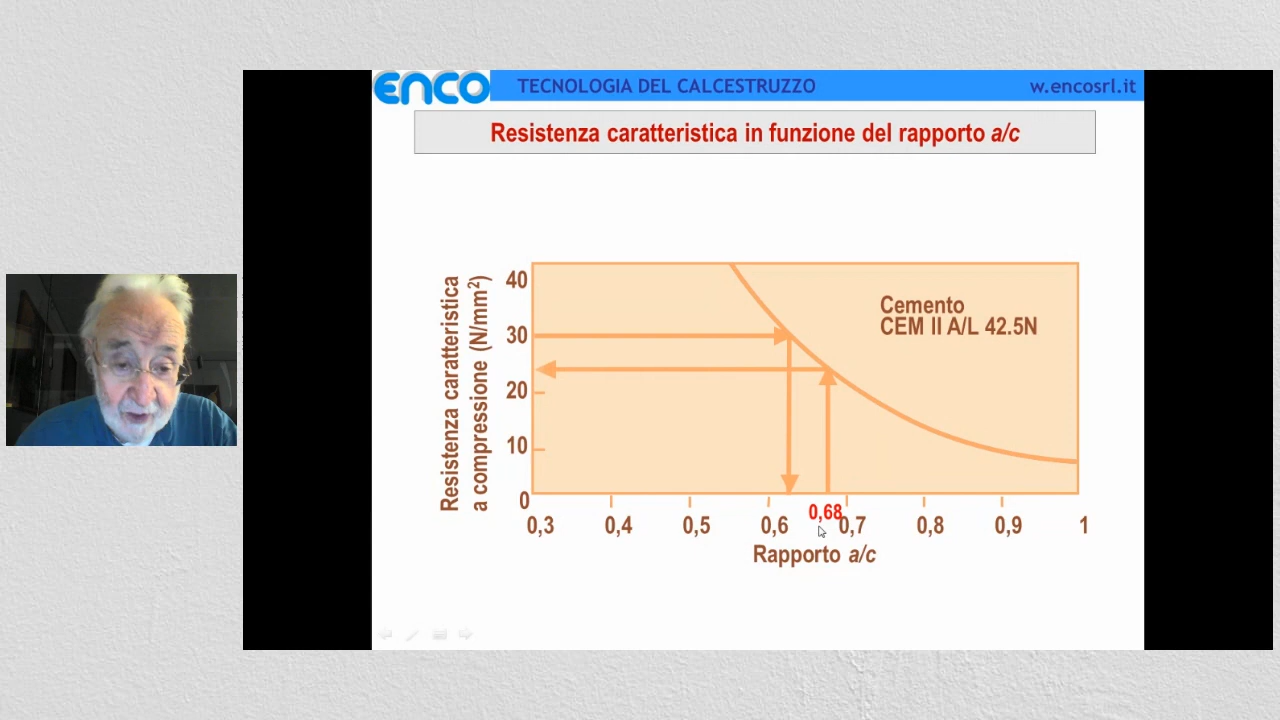 ENCO TECNOLOGIA DEL CALCESTRUZZO w.encosrl.it
Resistenza caratteristica in funzione del rapporto a/c
Resistenza caratteristica
a compressione (N/mm²)
40
30
20
10
0
Cemento
CEM II A/L 42.5N
0,68
0,3 0,4 0,5 0,6 0,7 0,8 0,9 1
Rapporto a/c